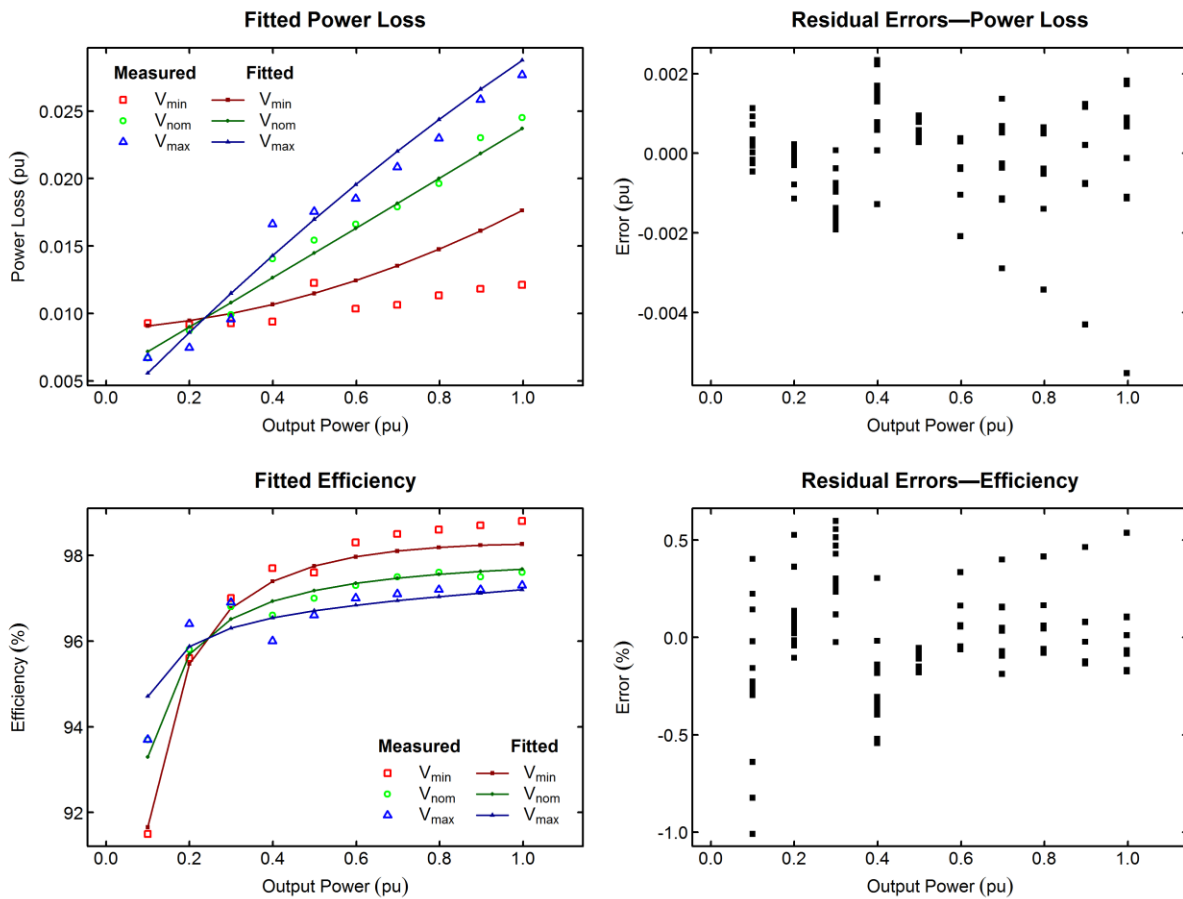 Fitted Power Loss
Measured Fitted
Vmin Vmin
Vnom Vnom
Vmax Vmax
Power Loss (pu)
0.025
0.020
0.015
0.010
0.005
0.0 0.2 0.4 0.6 0.8 1.0
Output Power (pu)
Residual Errors—Power Loss
Error (pu)
0.002
0.000
-0.002
-0.004
0.0 0.2 0.4 0.6 0.8 1.0
Output Power (pu)
Fitted Efficiency
Efficiency (%)
98
96
94
92
Measured Fitted
Vmin Vmin
Vnom Vnom
Vmax Vmax
0.0 0.2 0.4 0.6 0.8 1.0
Output Power (pu)
Residual Errors—Efficiency
Error (%)
0.5
0.0
-0.5
-1.0
0.0 0.2 0.4 0.6 0.8 1.0
Output Power (pu)